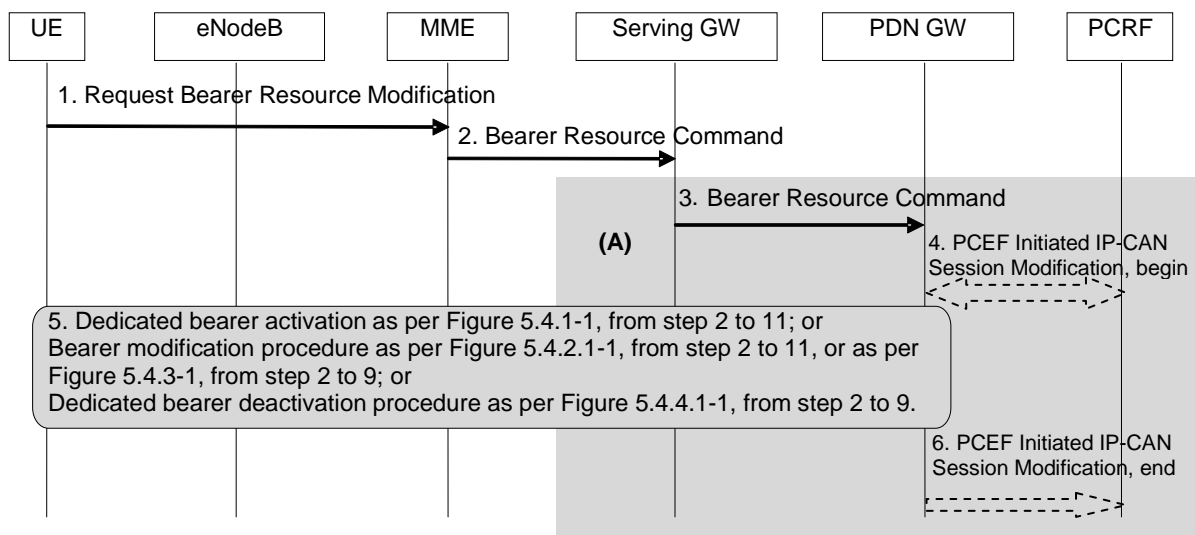 UE
eNodeB
MME
Serving GW
PDN GW
PCRF
1. Request Bearer Resource Modification
2. Bearer Resource Command
3. Bearer Resource Command
(A)
4. PCEF Initiated IP-CAN
Session Modification, begin
5. Dedicated bearer activation as per Figure 5.4.1-1, from step 2 to 11; or
Bearer modification procedure as per Figure 5.4.2.1-1, from step 2 to 11, or as per
Figure 5.4.3-1, from step 2 to 9; or
Dedicated bearer deactivation procedure as per Figure 5.4.4.1-1, from step 2 to 9.
6. PCEF Initiated IP-CAN
Session Modification, end